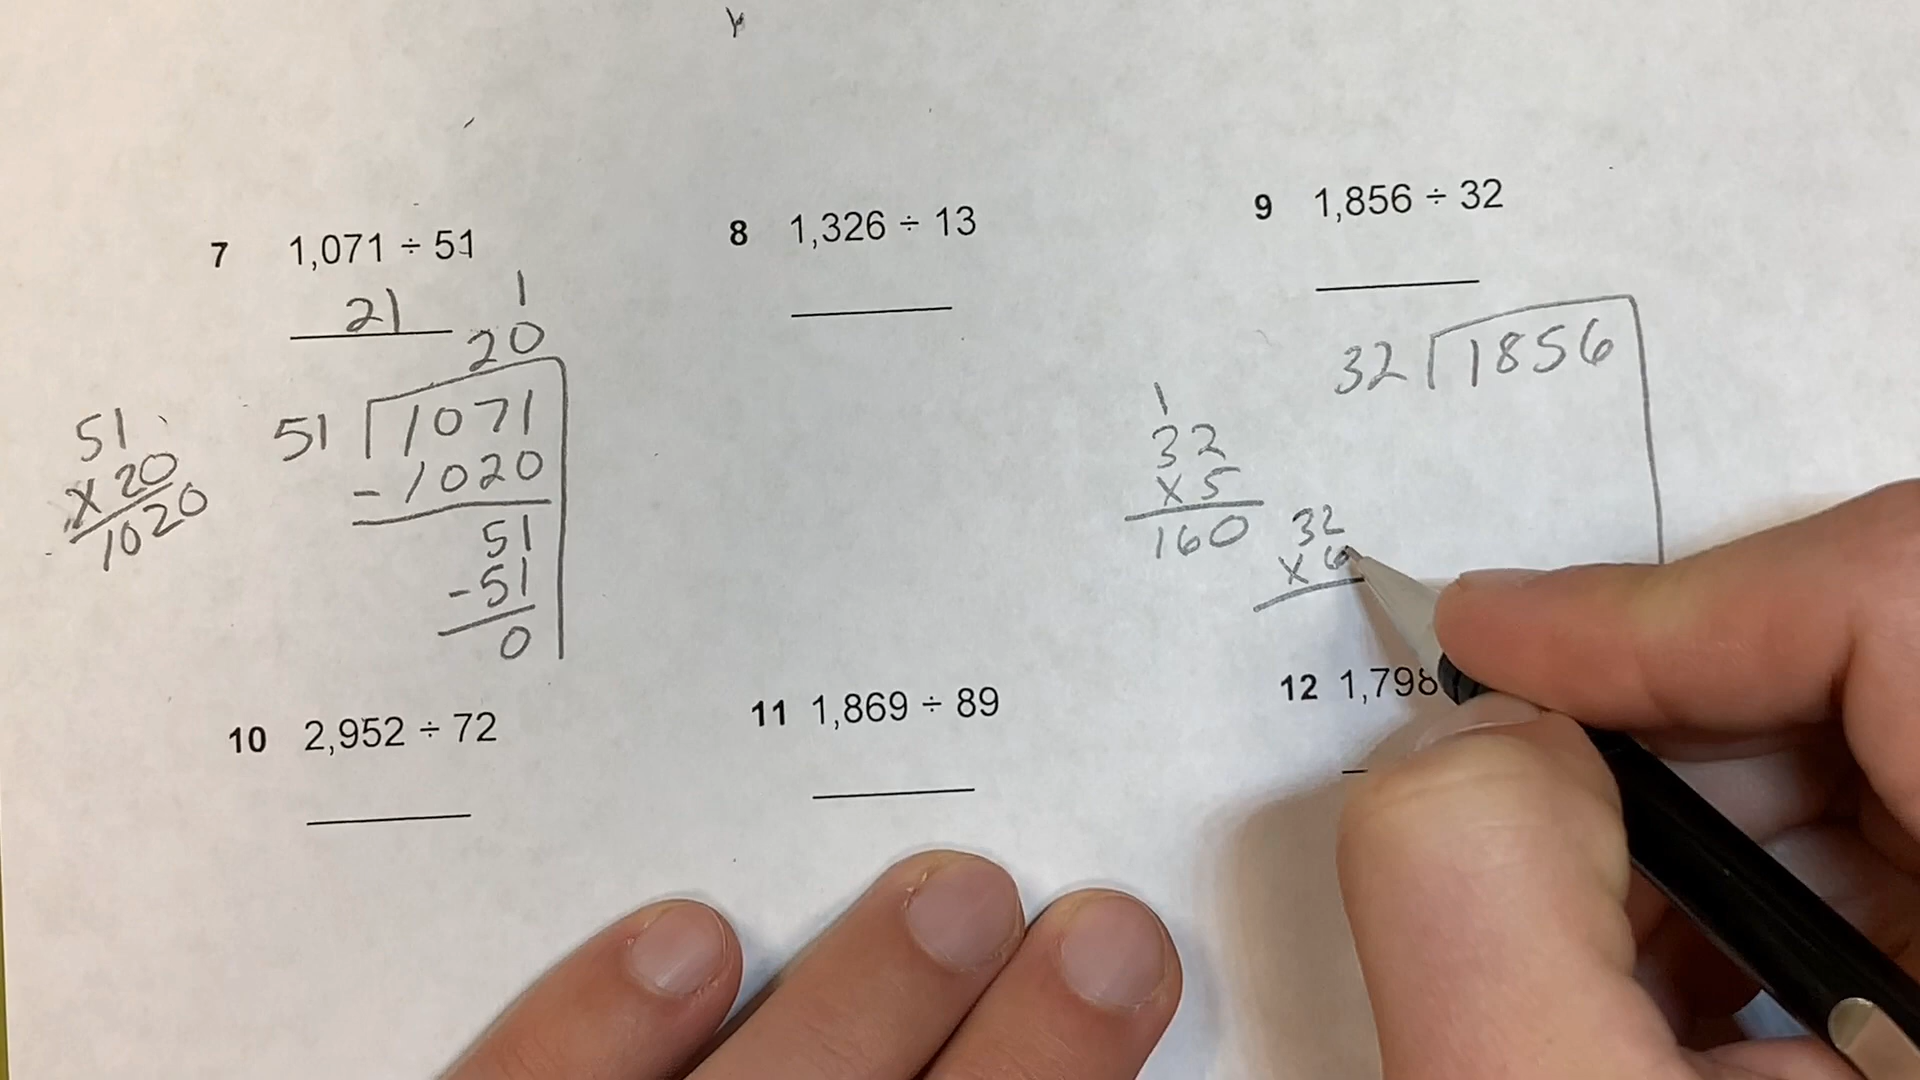 7 1,071 ÷ 51
21
1
20
51 1071
-1020
51
-51
0
51
x 20
1020
8 1,326 ÷ 13
9 1,856 ÷ 32
32 1856
1
32
x 5
160
32
x 6
10 2,952 ÷ 72
11 1,869 ÷ 89
12 1,798